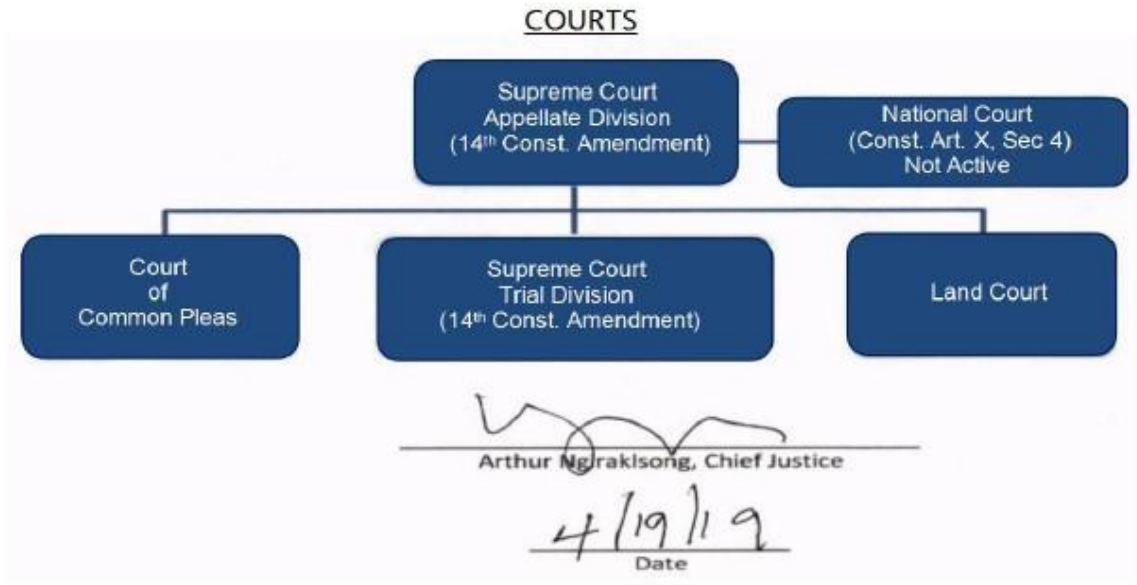 COURTS
Supreme Court
Appellate Division
(14th Const. Amendment)
National Court
(Const. Art. X, Sec 4)
Not Active
Court
of
Common Pleas
Supreme Court
Trial Division
(14th Const. Amendment)
Land Court
Arthur Ngiraklsong, Chief Justice
4/19/19
Date